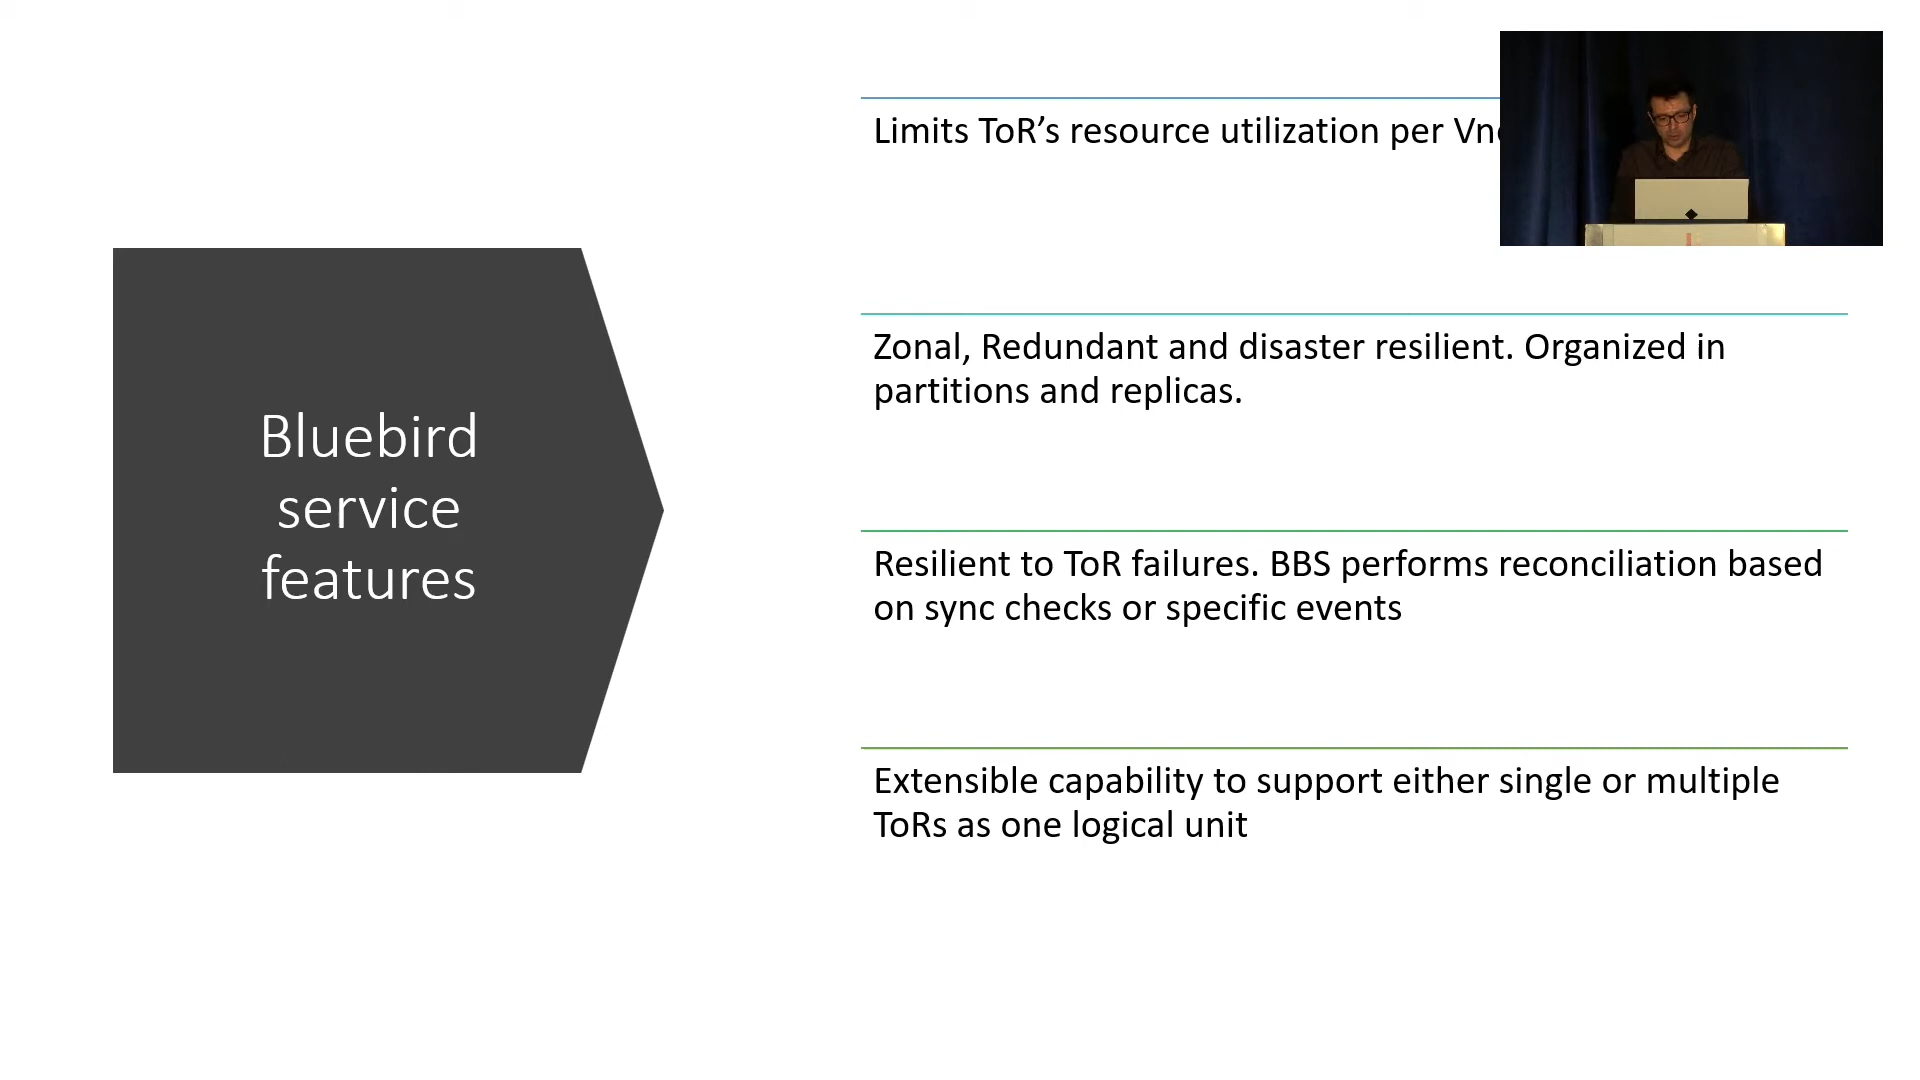 Bluebird
service
features
Limits ToR’s resource utilization per
Zonal, Redundant and disaster resilient. Organized in
partitions and replicas.
Resilient to ToR failures. BBS performs reconciliation based
on sync checks or specific events
Extensible capability to support either single or multiple
ToRs as one logical unit